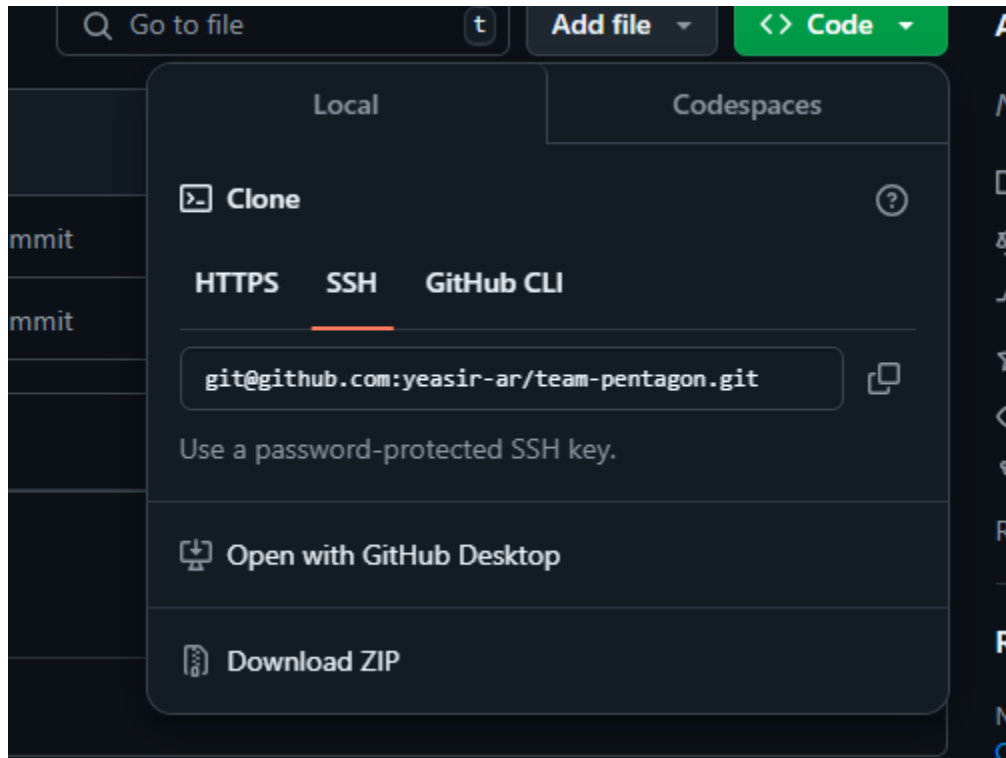 Go to file
t
Add file
Code
Local
Codespaces
Clone
mmit
HTTPS
SSH
GitHub CLI
mmit
git@github.com:yeasir-ar/team-pentagon.git
Use a password-protected SSH key.
Open with GitHub Desktop
Download ZIP